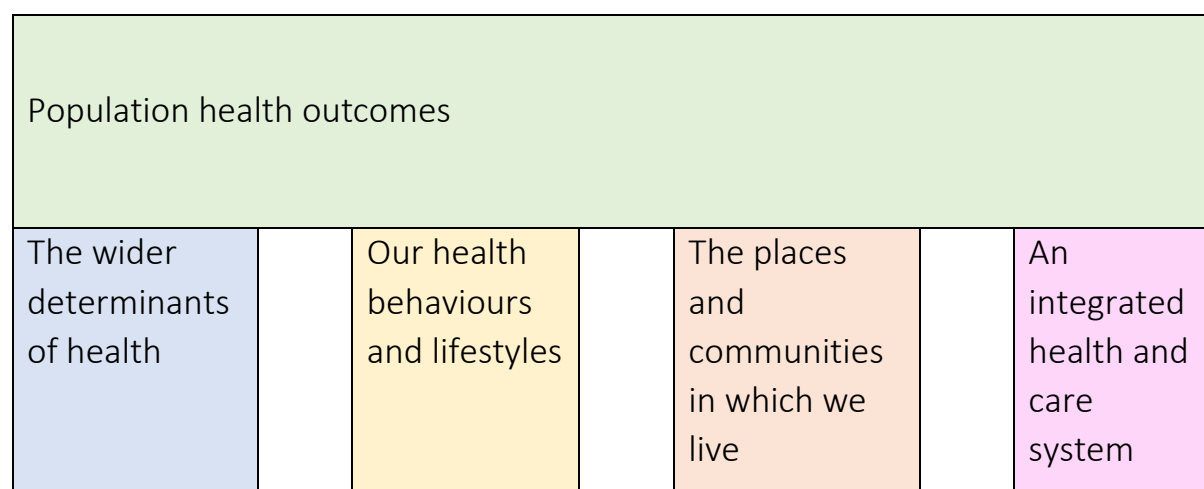 Population health outcomes
The wider
determinants
of health
Our health
behaviours
and lifestyles
The places
and
communities
in which we
live
An
integrated
health and
care
system